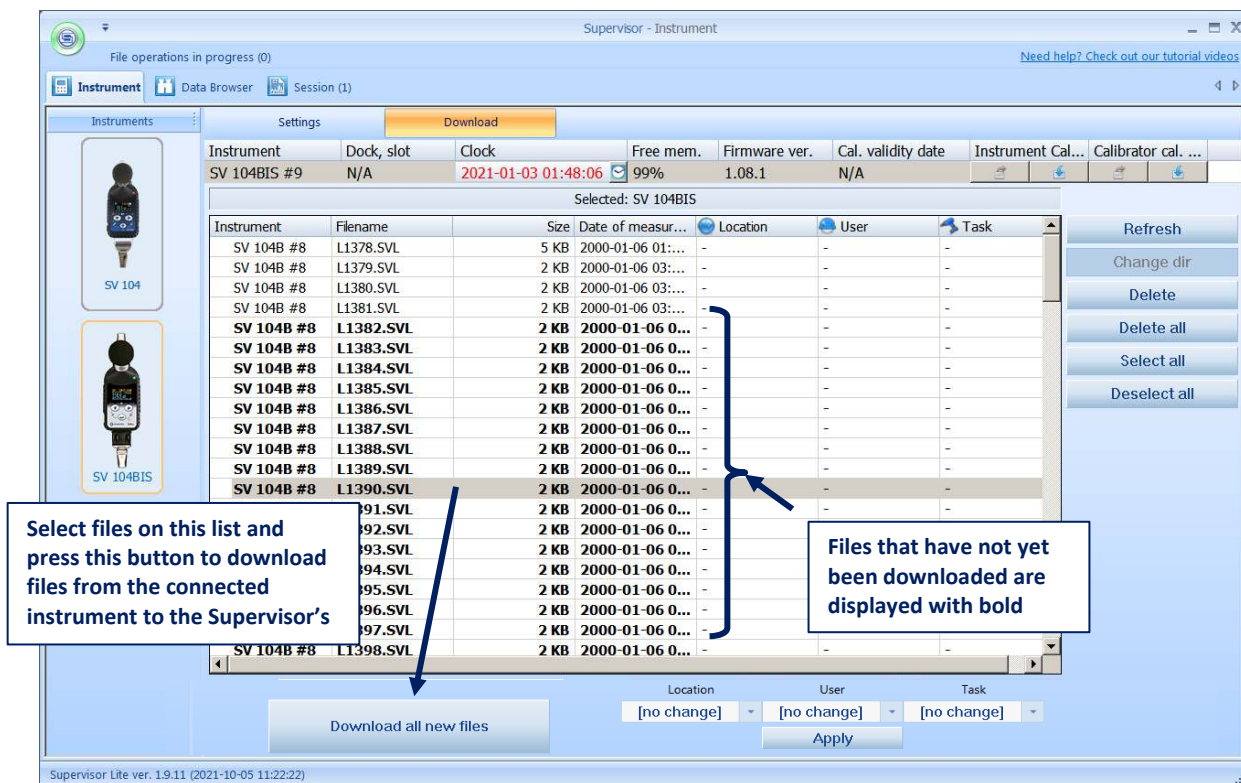 Supervisor - Instrument
File operations in progress (0)
Need help? Check out our tutorial videos
Instrument Data Browser Session (1)
Instruments Settings Download
Instrument Dock, slot Clock Free mem. Firmware ver. Cal. validity date Instrument Cal... Calibrator cal. ...
SV 104BIS #9 N/A 2021-01-03 01:48:06 99% 1.08.1 N/A
Selected: SV 104BIS
Instrument Filename Size Date of measur... Location User Task
SV 104B #8 L1378.SVL 5 KB 2000-01-06 01:... - - -
SV 104B #8 L1379.SVL 2 KB 2000-01-06 03:... - - -
SV 104B #8 L1380.SVL 2 KB 2000-01-06 03:... - - -
SV 104B #8 L1381.SVL 2 KB 2000-01-06 03:... - - -
SV 104B #8 L1382.SVL 2 KB 2000-01-06 0... - - -
SV 104B #8 L1383.SVL 2 KB 2000-01-06 0... - - -
SV 104B #8 L1384.SVL 2 KB 2000-01-06 0... - - -
SV 104B #8 L1385.SVL 2 KB 2000-01-06 0... - - -
SV 104B #8 L1386.SVL 2 KB 2000-01-06 0... - - -
SV 104B #8 L1387.SVL 2 KB 2000-01-06 0... - - -
SV 104B #8 L1388.SVL 2 KB 2000-01-06 0... - - -
SV 104B #8 L1389.SVL 2 KB 2000-01-06 0... - - -
SV 104B #8 L1390.SVL 2 KB 2000-01-06 0... - - -
391.SVL 2 KB 2000-01-06 0... - - -
392.SVL 2 KB 2000-01-06 0... -
393.SVL 2 KB 2000-01-06 0... -
394.SVL 2 KB 2000-01-06 0... -
395.SVL 2 KB 2000-01-06 0... -
396.SVL 2 KB 2000-01-06 0... -
397.SVL 2 KB 2000-01-06 0... -
SV 104B #8 L1398.SVL 2 KB 2000-01-06 0... - - -
SV 104
SV 104BIS
Refresh
Change dir
Delete
Delete all
Select all
Deselect all
Select files on this list and
press this button to download
files from the connected
instrument to the Supervisor's
Files that have not yet
been downloaded are
displayed with bold
Download all new files
Location User Task
[no change] [no change] [no change]
Apply
Supervisor Lite ver. 1.9.11 (2021-10-05 11:22:22)